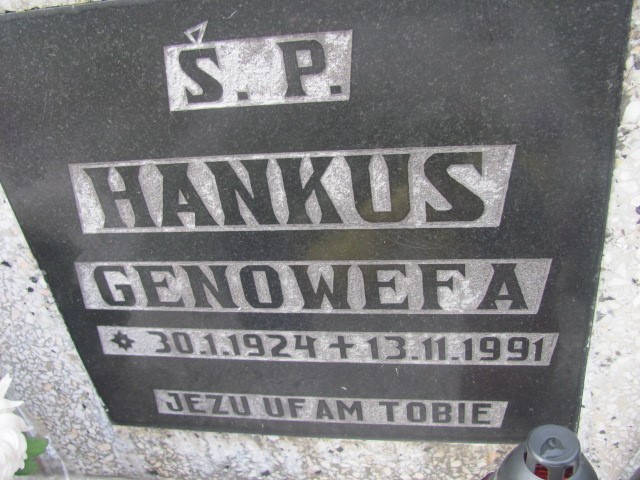 Ś. P.
HANKUS
GENOWEFA
* 30.1.1924 + 13.11.1991
JEZU UFAM TOBIE